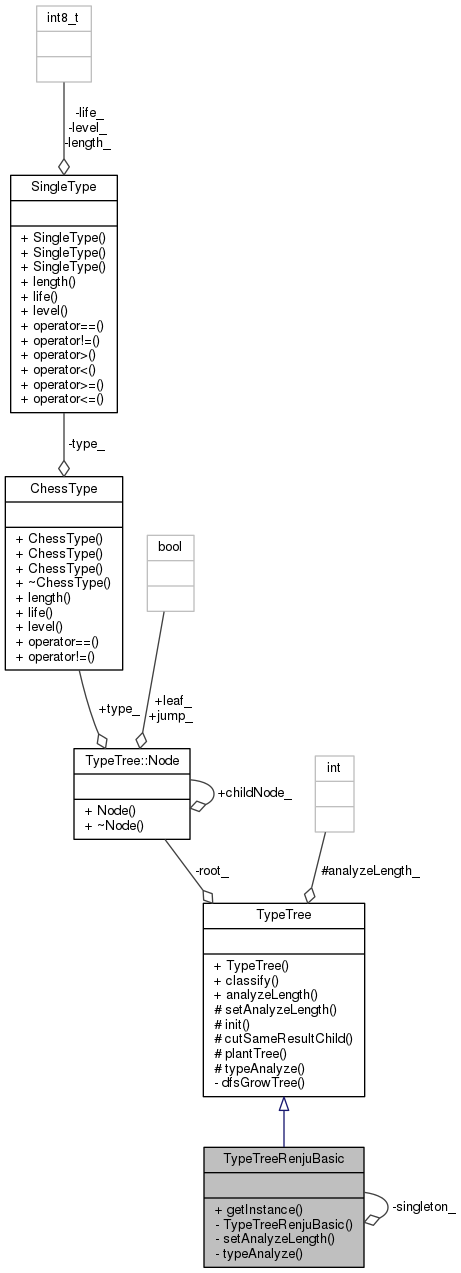 int8_t
-life_
-level_
-length_
SingleType
+ SingleType()
+ SingleType()
+ SingleType()
+ length()
+ life()
+ level()
+ operator==()
+ operator!=()
+ operator>()
+ operator<()
+ operator>=()
+ operator<=()
-type_
ChessType
+ ChessType()
+ ChessType()
+ ChessType()
+ ~ChessType()
+ length()
+ life()
+ level()
+ operator==()
+ operator!=()
bool
+type_
+leaf_
+jump_
TypeTree::Node
+ Node()
+ ~Node()
+childNode_
int
-root_
#analyzeLength_
TypeTree
+ TypeTree()
+ classify()
+ analyzeLength()
# setAnalyzeLength()
# init()
# cutSameResultChild()
# plantTree()
# typeAnalyze()
- dfsGrowTree()
TypeTreeRenjuBasic
+ getInstance()
- TypeTreeRenjuBasic()
- setAnalyzeLength()
- typeAnalyze()
-singleton_